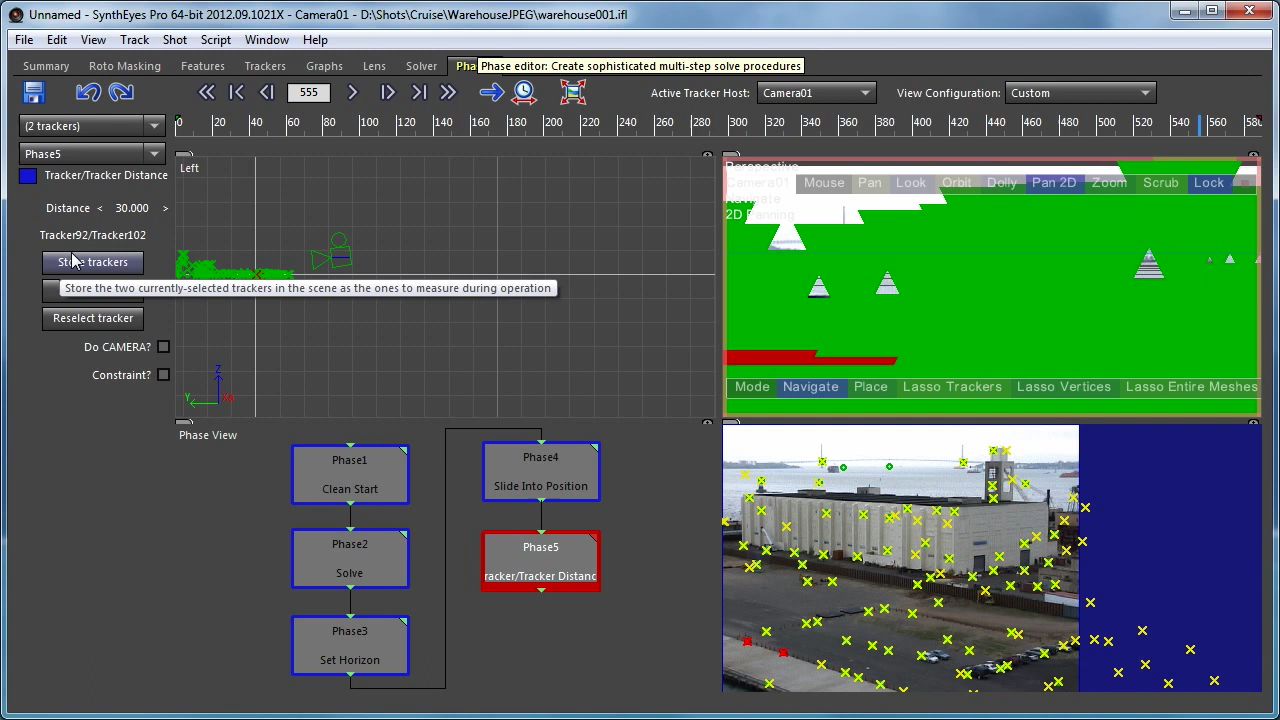 Unnamed - SynthEyes Pro 64-bit 2012.09.1021X - Camera01 - D:\Shots\Cruise\WarehouseJPEG\warehouse001.ifl
File Edit View Track Shot Script Window Help
Summary Roto Masking Features Trackers Graphs Lens Solver Pha
Phase editor: Create sophisticated multi-step solve procedures
555
Active Tracker Host: Camera01
View Configuration: Custom
(2 trackers)
0 20 40 60 80 100 120 140 160 180 200 220 240 260 280 300 320 340 360 380 400 420 440 460 480 500 520 540 560 580
Phase5
Tracker/Tracker Distance
Distance < 30.000 >
Tracker92/Tracker102
Store trackers
Store the two currently-selected trackers in the scene as the ones to measure during operation
Reselect tracker
Do CAMERA?
Constraint?
Left
Z
Y
Perspective
Camera01
Mouse Pan Look Orbit Dolly Pan 2D Zoom Scrub Lock
Navigate
2D Panning
Mode Navigate Place Lasso Trackers Lasso Vertices Lasso Entire Meshes
Phase View
Phase1
Clean Start
Phase2
Solve
Phase3
Set Horizon
Phase4
Slide Into Position
Phase5
racker/Tracker Distanc